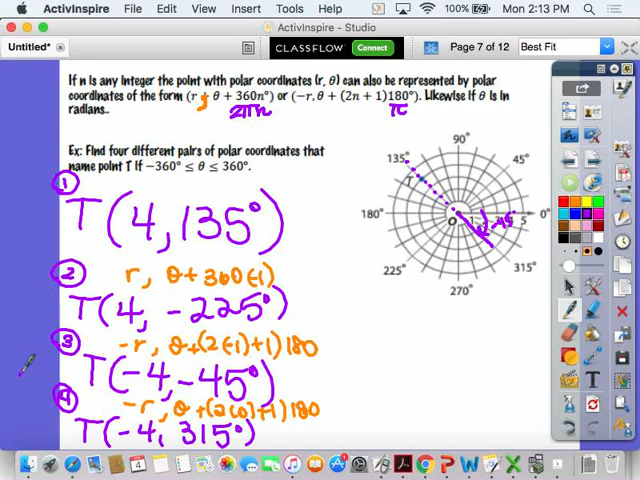 ActivInspire File Edit View Insert Tools Help 100% Mon 2:13 PM
ActivInspire - Studio
Untitled* CLASSFLOW Connect Page 7 of 12 Best Fit
If n is any integer the point with polar coordinates (r, θ) can also be represented by polar
coordinates of the form (r, θ + 360n°) or (-r, θ + (2n + 1)180°). Likewise if θ is in
radians..
2πn π
Ex: Find four different pairs of polar coordinates that
name point T if -360° ≤ θ ≤ 360°.
① T(4, 135°)
r, θ + 360(-1)
② T(4, -225°)
-r, θ + (2(-1)+1)180
③ T(-4, -45°)
-r, θ + (2(0)+1)180
④ T(-4, 315°)
90°
135° 45°
T
180° O 1 5 0°
-45
225° 315°
270°